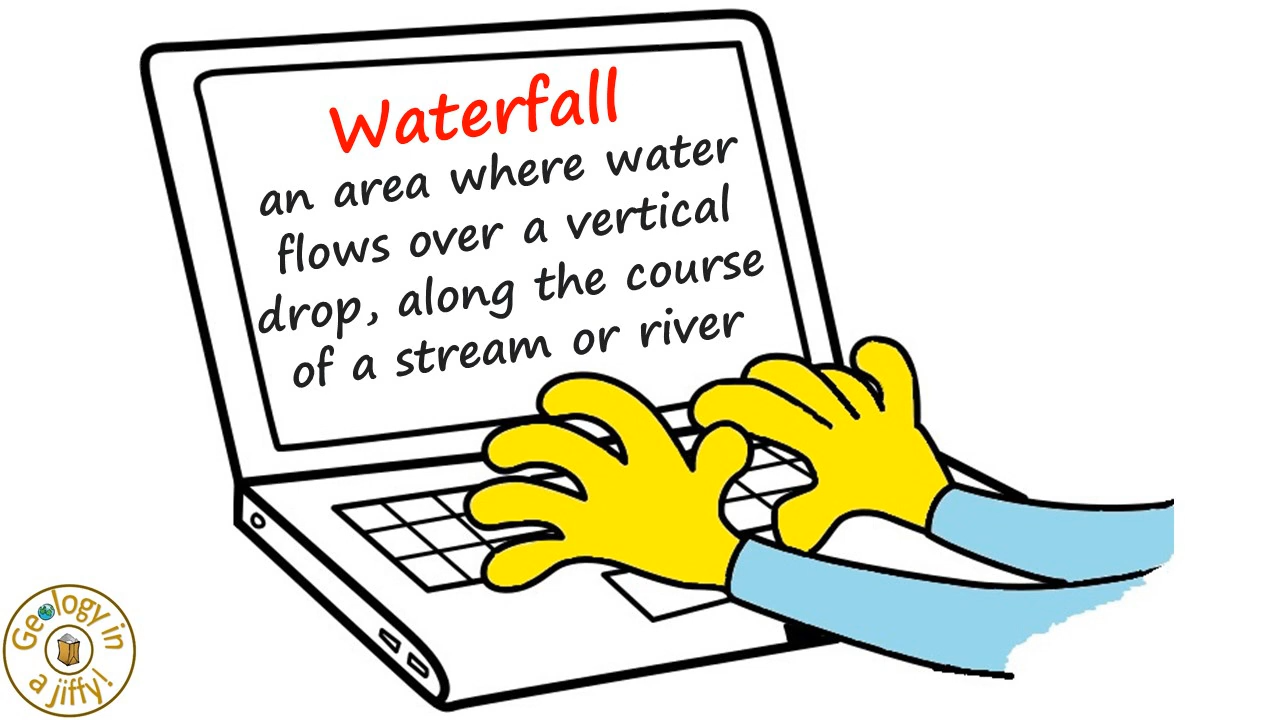 Waterfall
an area where water
flows over a vertical
drop, along the course
of a stream or river
Geology in
a jiffy!